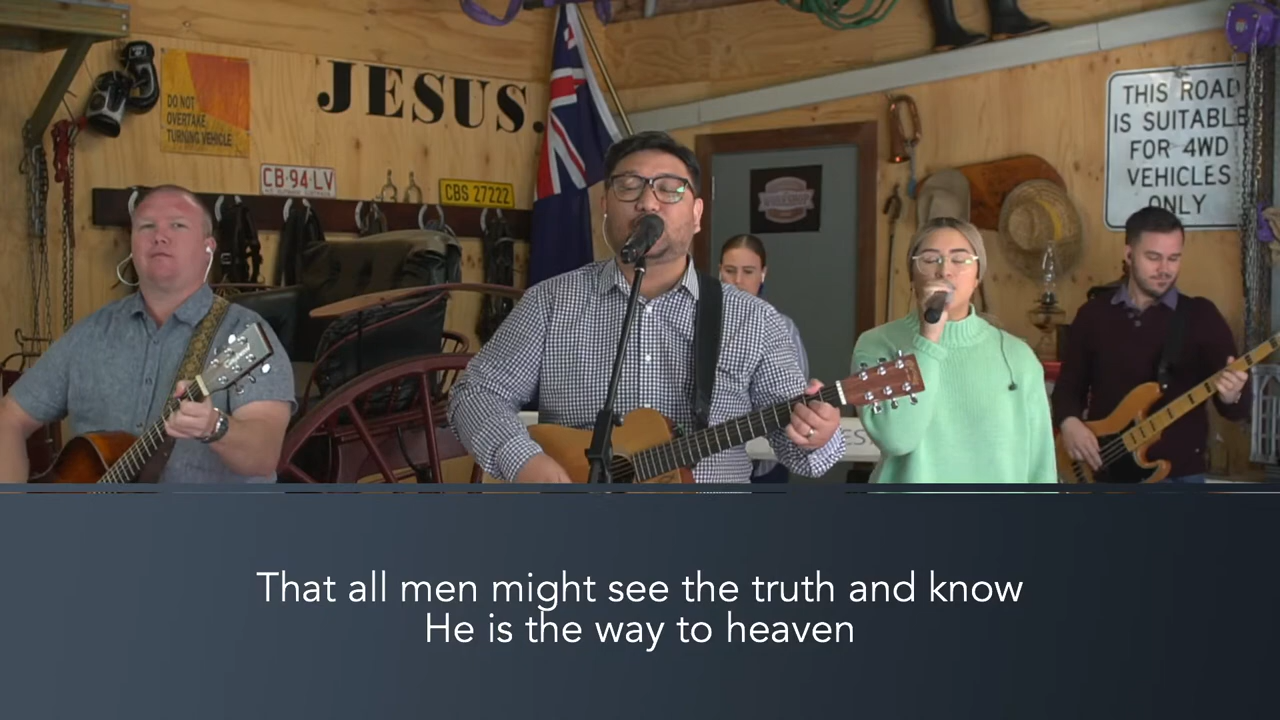 JESUS.
DO NOT
OVERTAKE
TURNING VEHICLE
CB·94·LV
CBS 27222
THIS ROAD
IS SUITABLE
FOR 4WD
VEHICLES
ONLY
That all men might see the truth and know
He is the way to heaven